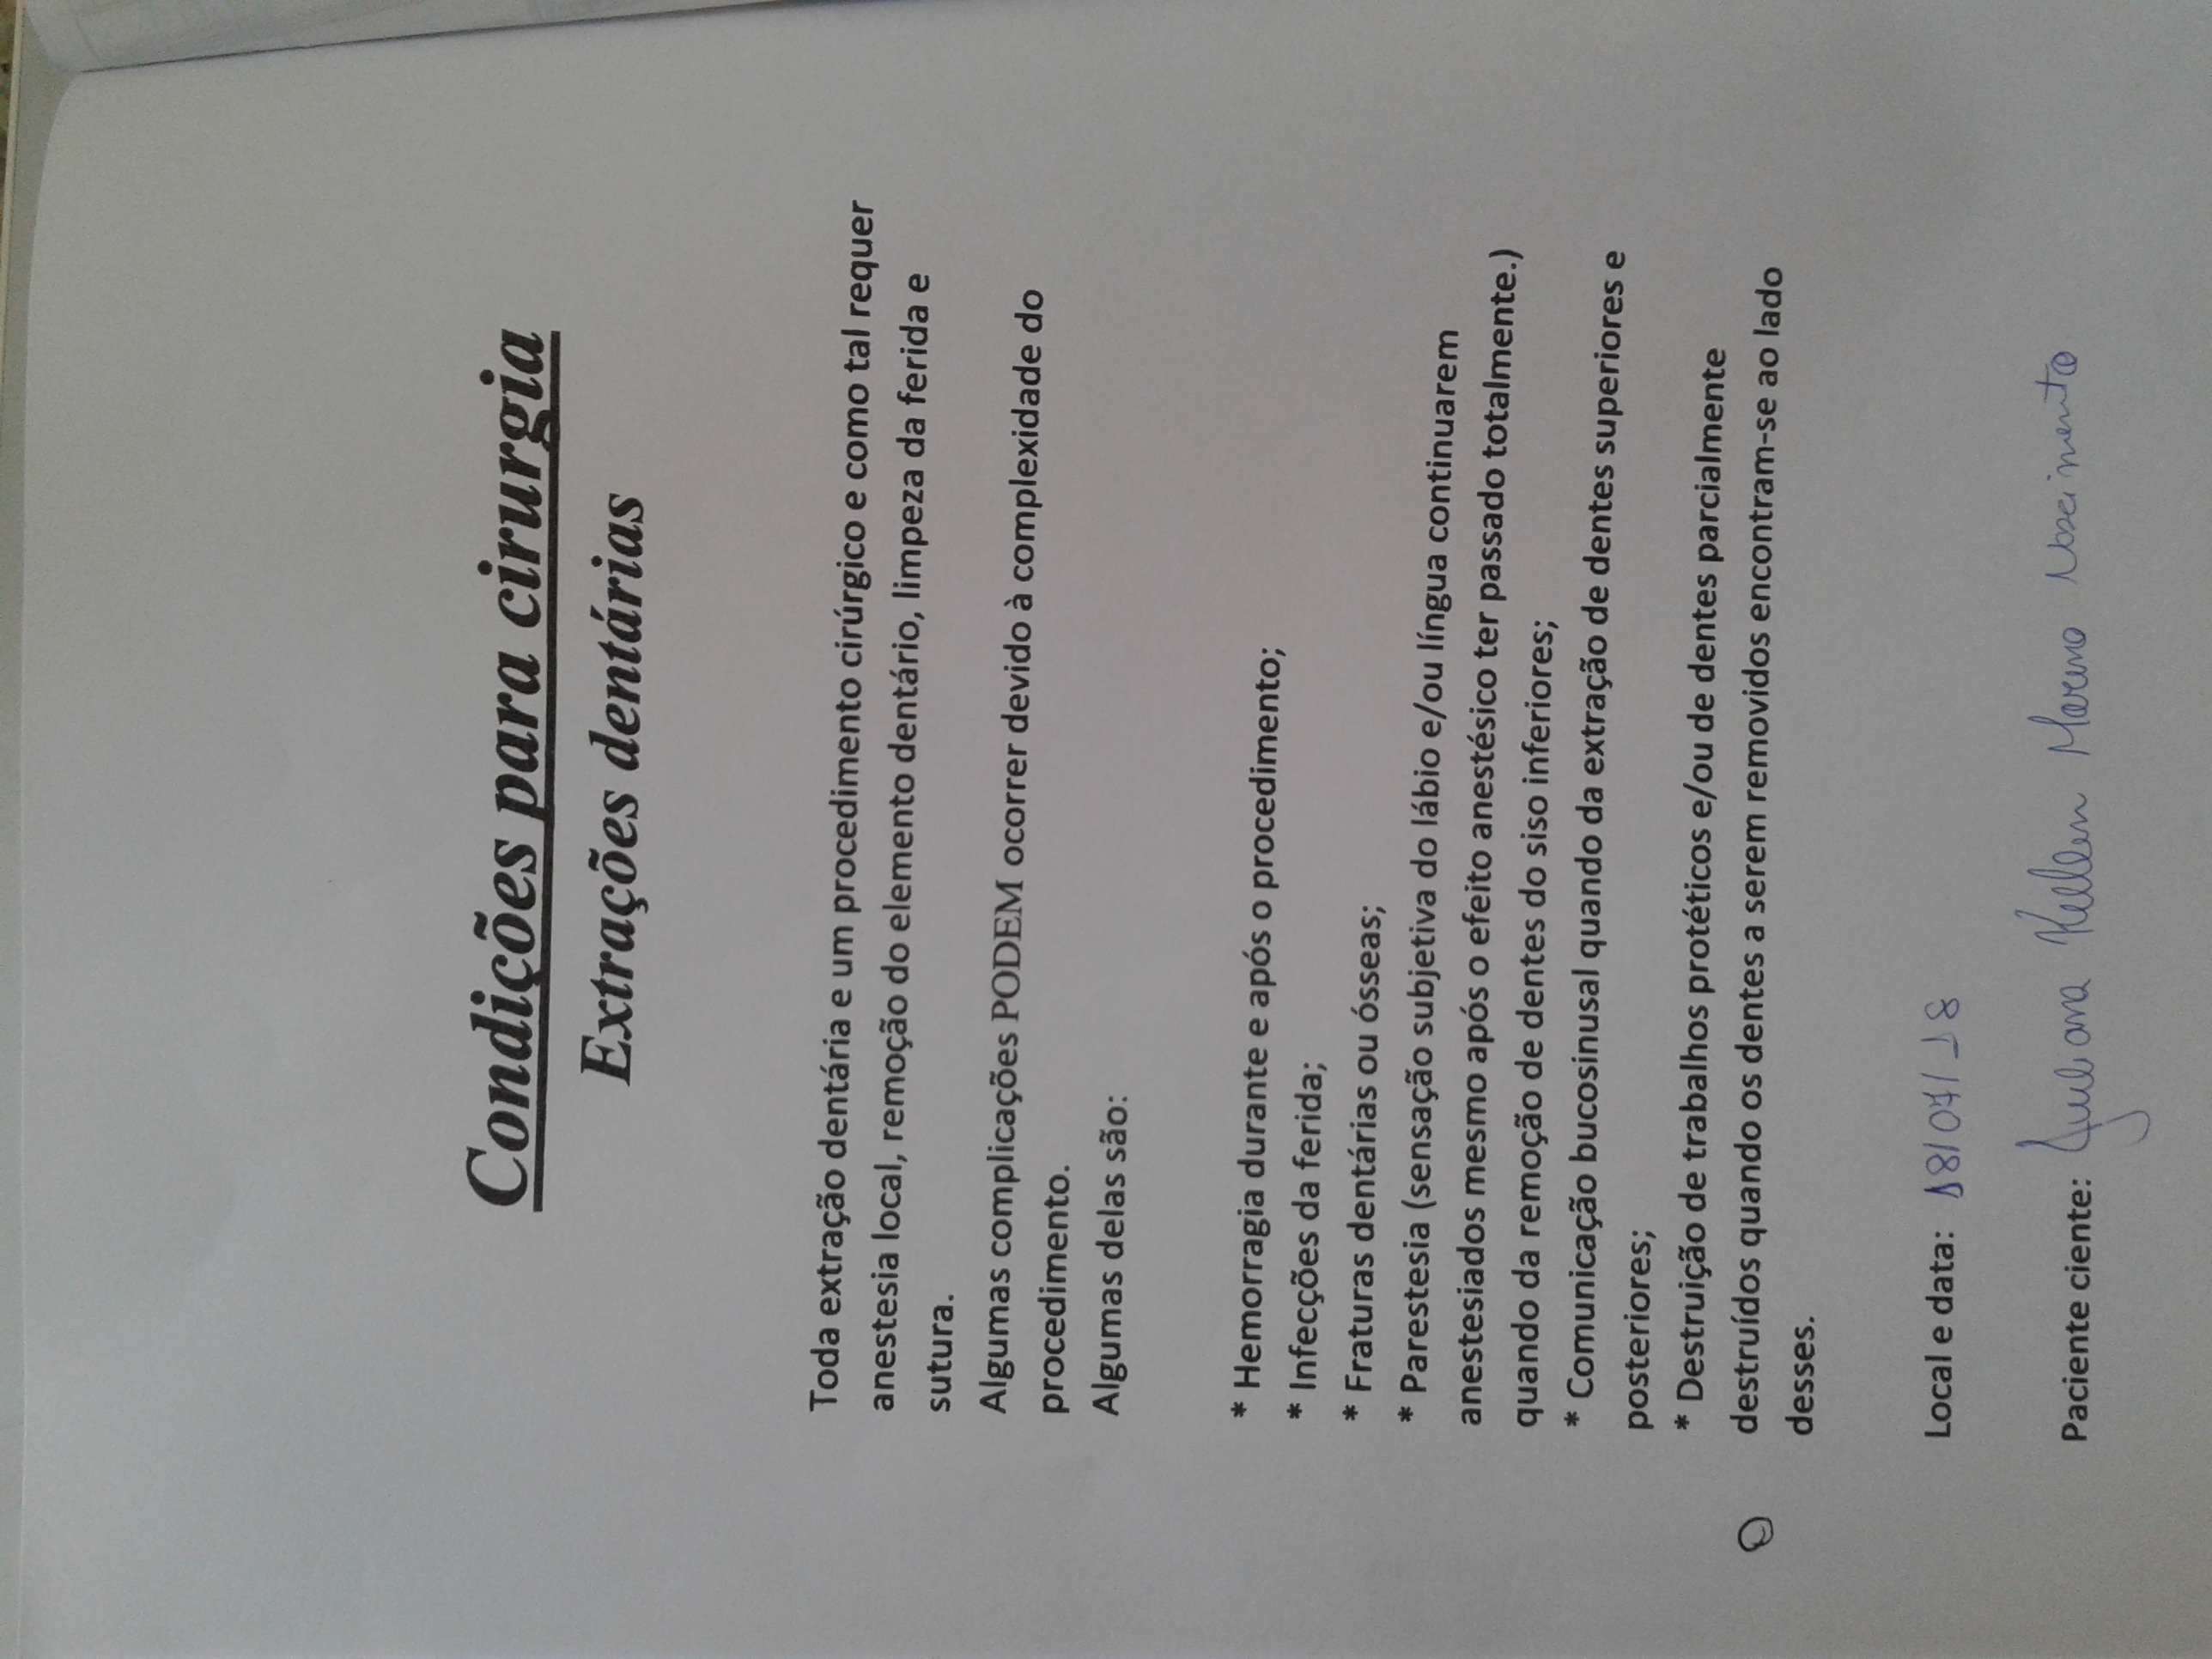 Condições para cirurgia
Extrações dentárias
Toda extração dentária e um procedimento cirúrgico e como tal requer
anestesia local, remoção do elemento dentário, limpeza da ferida e
sutura.
Algumas complicações PODEM ocorrer devido à complexidade do
procedimento.
Algumas delas são:
* Hemorragia durante e após o procedimento;
* Infecções da ferida;
* Fraturas dentárias ou ósseas;
* Parestesia (sensação subjetiva do lábio e/ou língua continuarem
anestesiados mesmo após o efeito anestésico ter passado totalmente.)
quando da remoção de dentes do siso inferiores;
* Comunicação bucosinusal quando da extração de dentes superiores e
posteriores;
* Destruição de trabalhos protéticos e/ou de dentes parcialmente
destruídos quando os dentes a serem removidos encontram-se ao lado
desses.
Local e data: 18/07/18
Paciente ciente: Juliana Kellen Moreno Nascimento